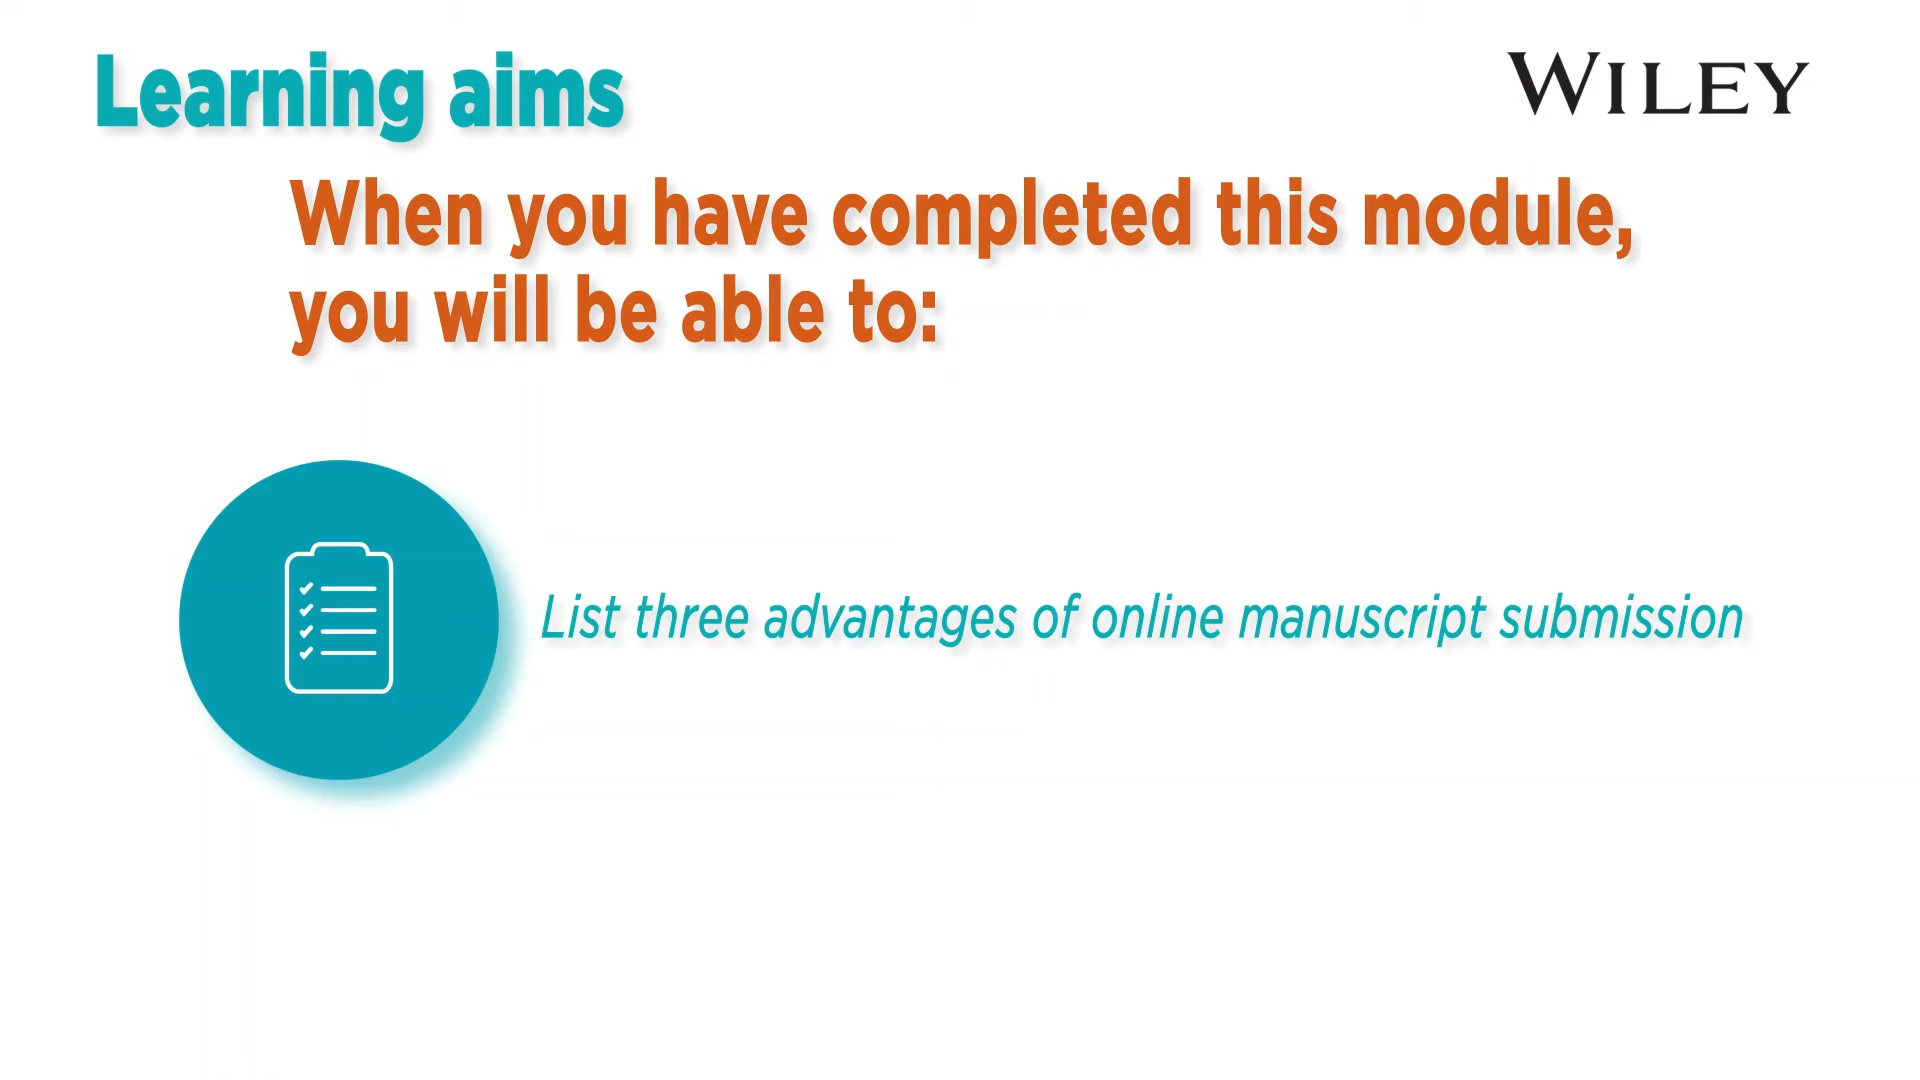 Learning aims
WILEY
When you have completed this module,
you will be able to:
List three advantages of online manuscript submission